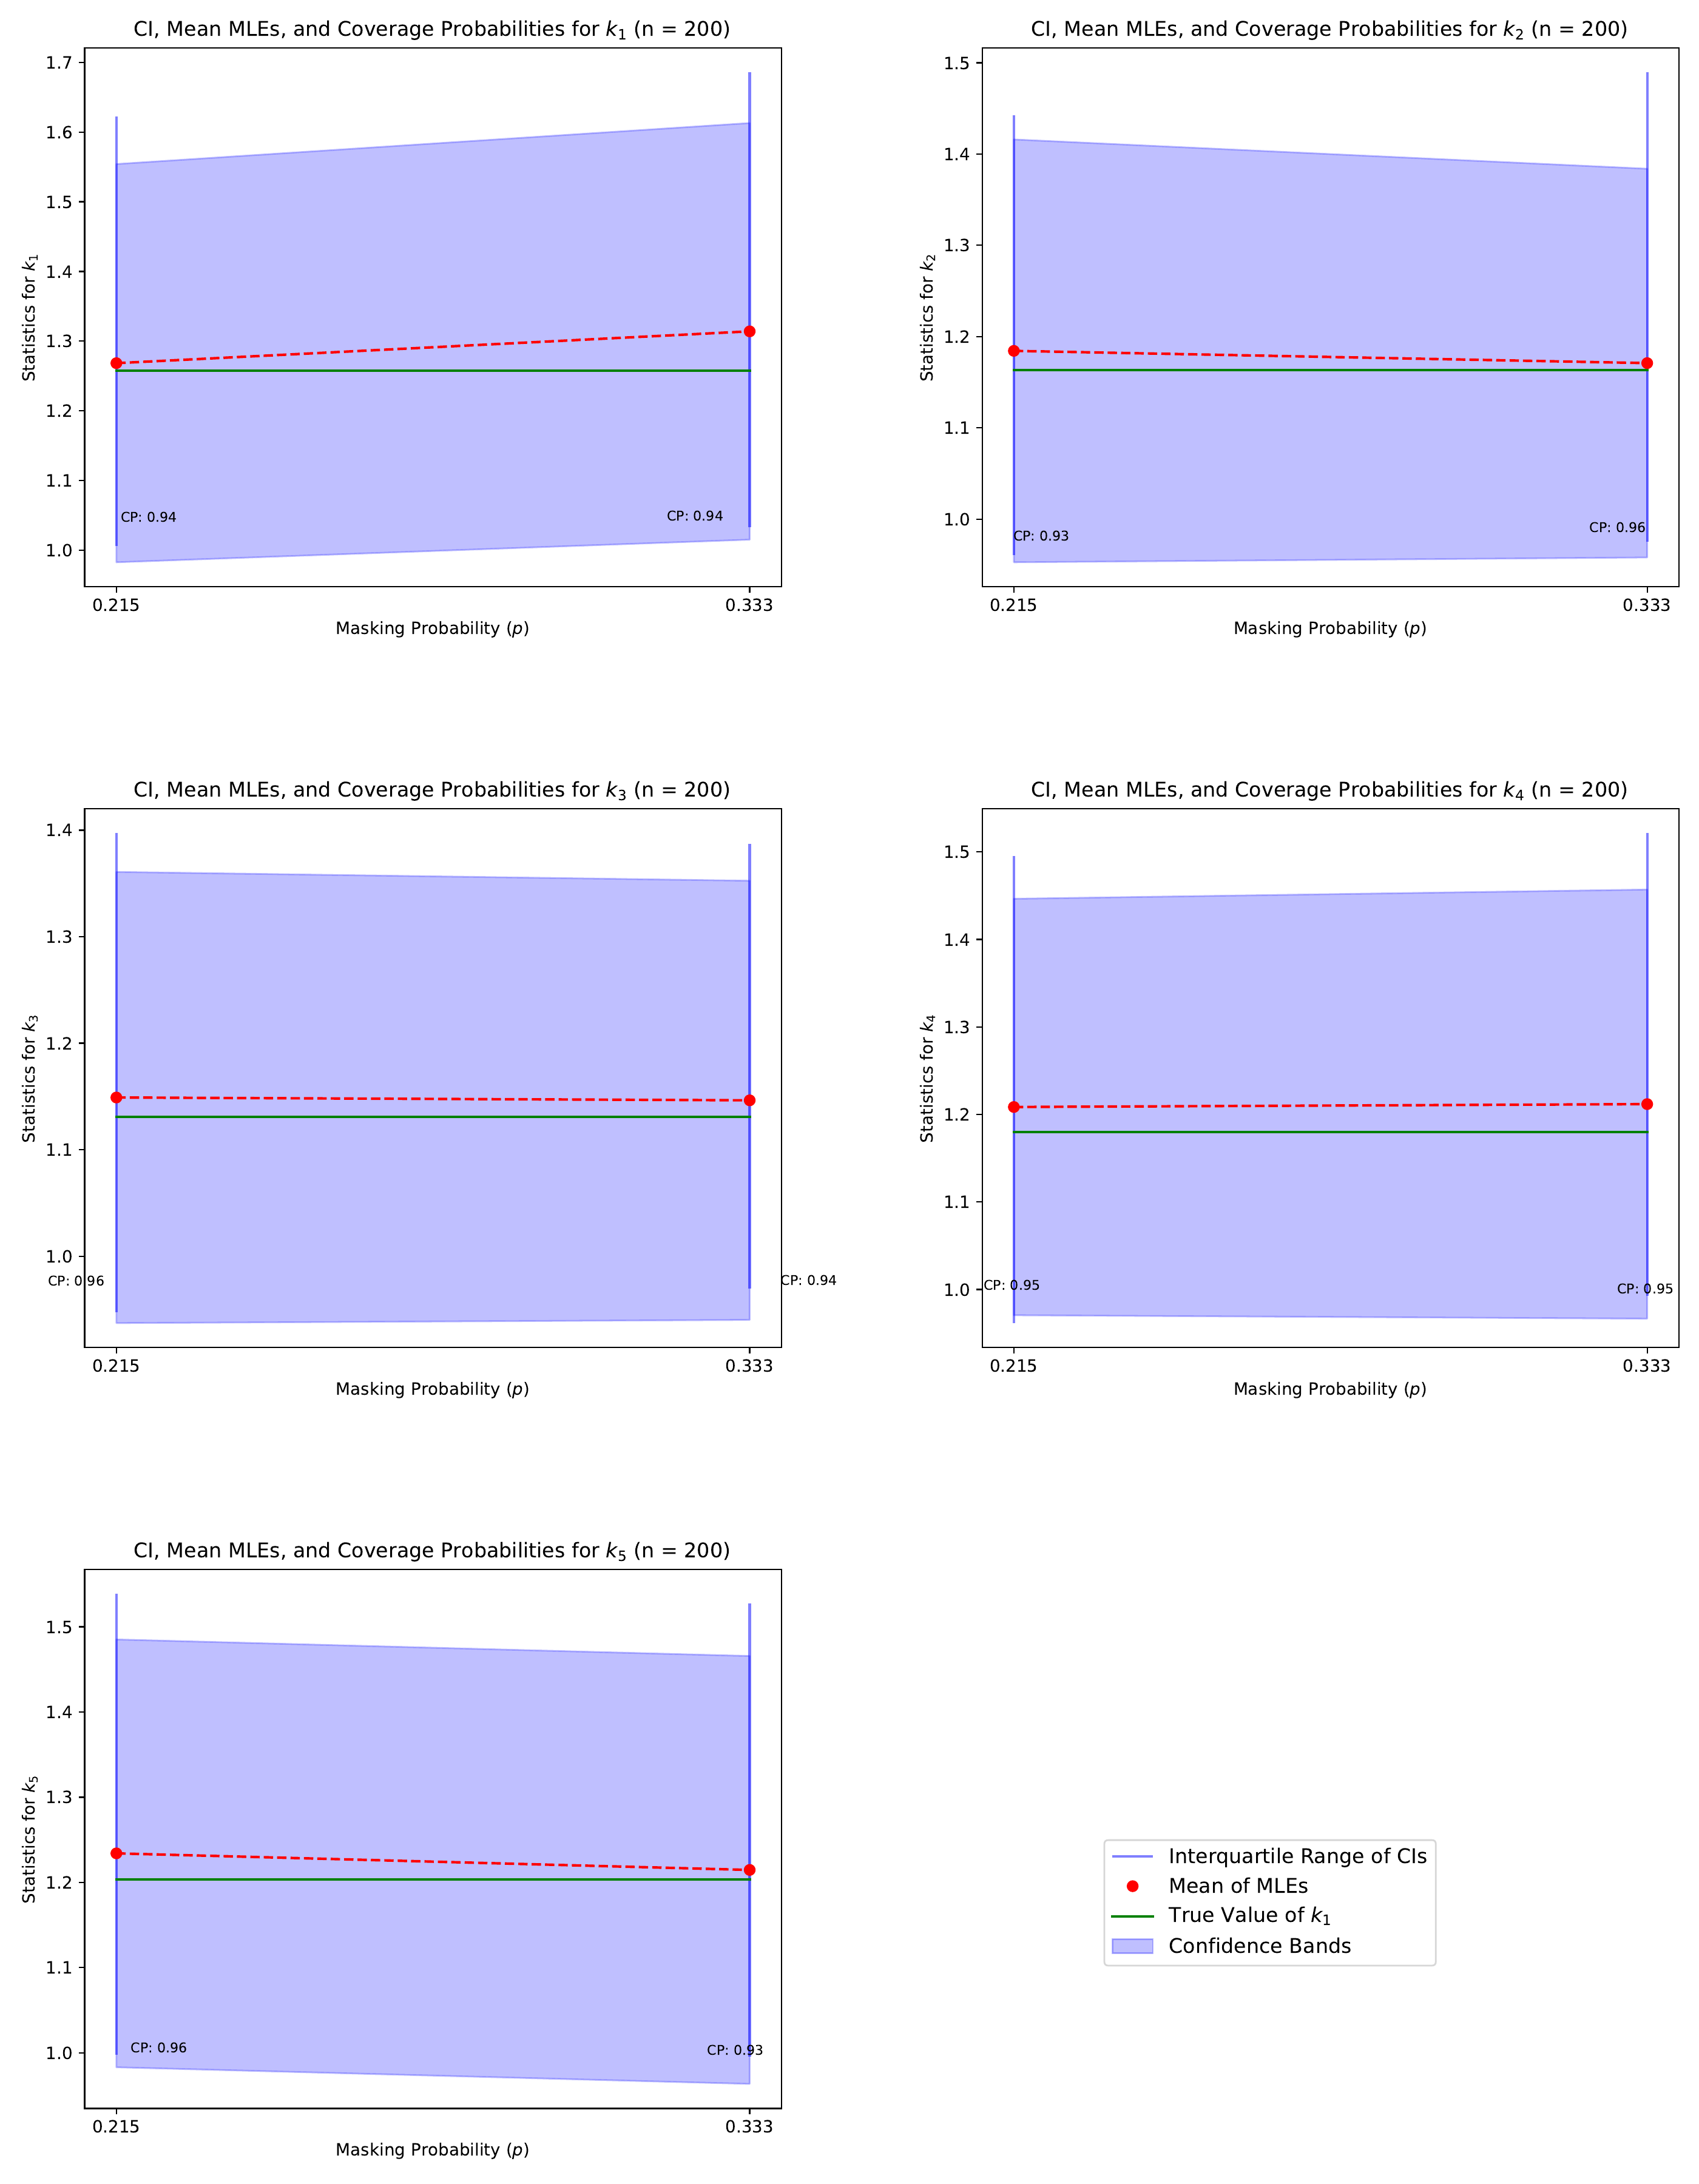 CI, Mean MLEs, and Coverage Probabilities for k₁ (n = 200)
1.7
1.6
1.5
1.4
1.3
1.2
1.1
1.0
Statistics for k₁
CP: 0.94
CP: 0.94
0.215
0.333
Masking Probability (p)
CI, Mean MLEs, and Coverage Probabilities for k₂ (n = 200)
1.5
1.4
1.3
1.2
1.1
1.0
Statistics for k₂
CP: 0.93
CP: 0.96
0.215
0.333
Masking Probability (p)
CI, Mean MLEs, and Coverage Probabilities for k₃ (n = 200)
1.4
1.3
1.2
1.1
1.0
Statistics for k₃
CP: 0.96
CP: 0.94
0.215
0.333
Masking Probability (p)
CI, Mean MLEs, and Coverage Probabilities for k₄ (n = 200)
1.5
1.4
1.3
1.2
1.1
1.0
Statistics for k₄
CP: 0.95
CP: 0.95
0.215
0.333
Masking Probability (p)
CI, Mean MLEs, and Coverage Probabilities for k₅ (n = 200)
1.5
1.4
1.3
1.2
1.1
1.0
Statistics for k₅
CP: 0.96
CP: 0.93
0.215
0.333
Masking Probability (p)
Interquartile Range of CIs
Mean of MLEs
True Value of k₁
Confidence Bands